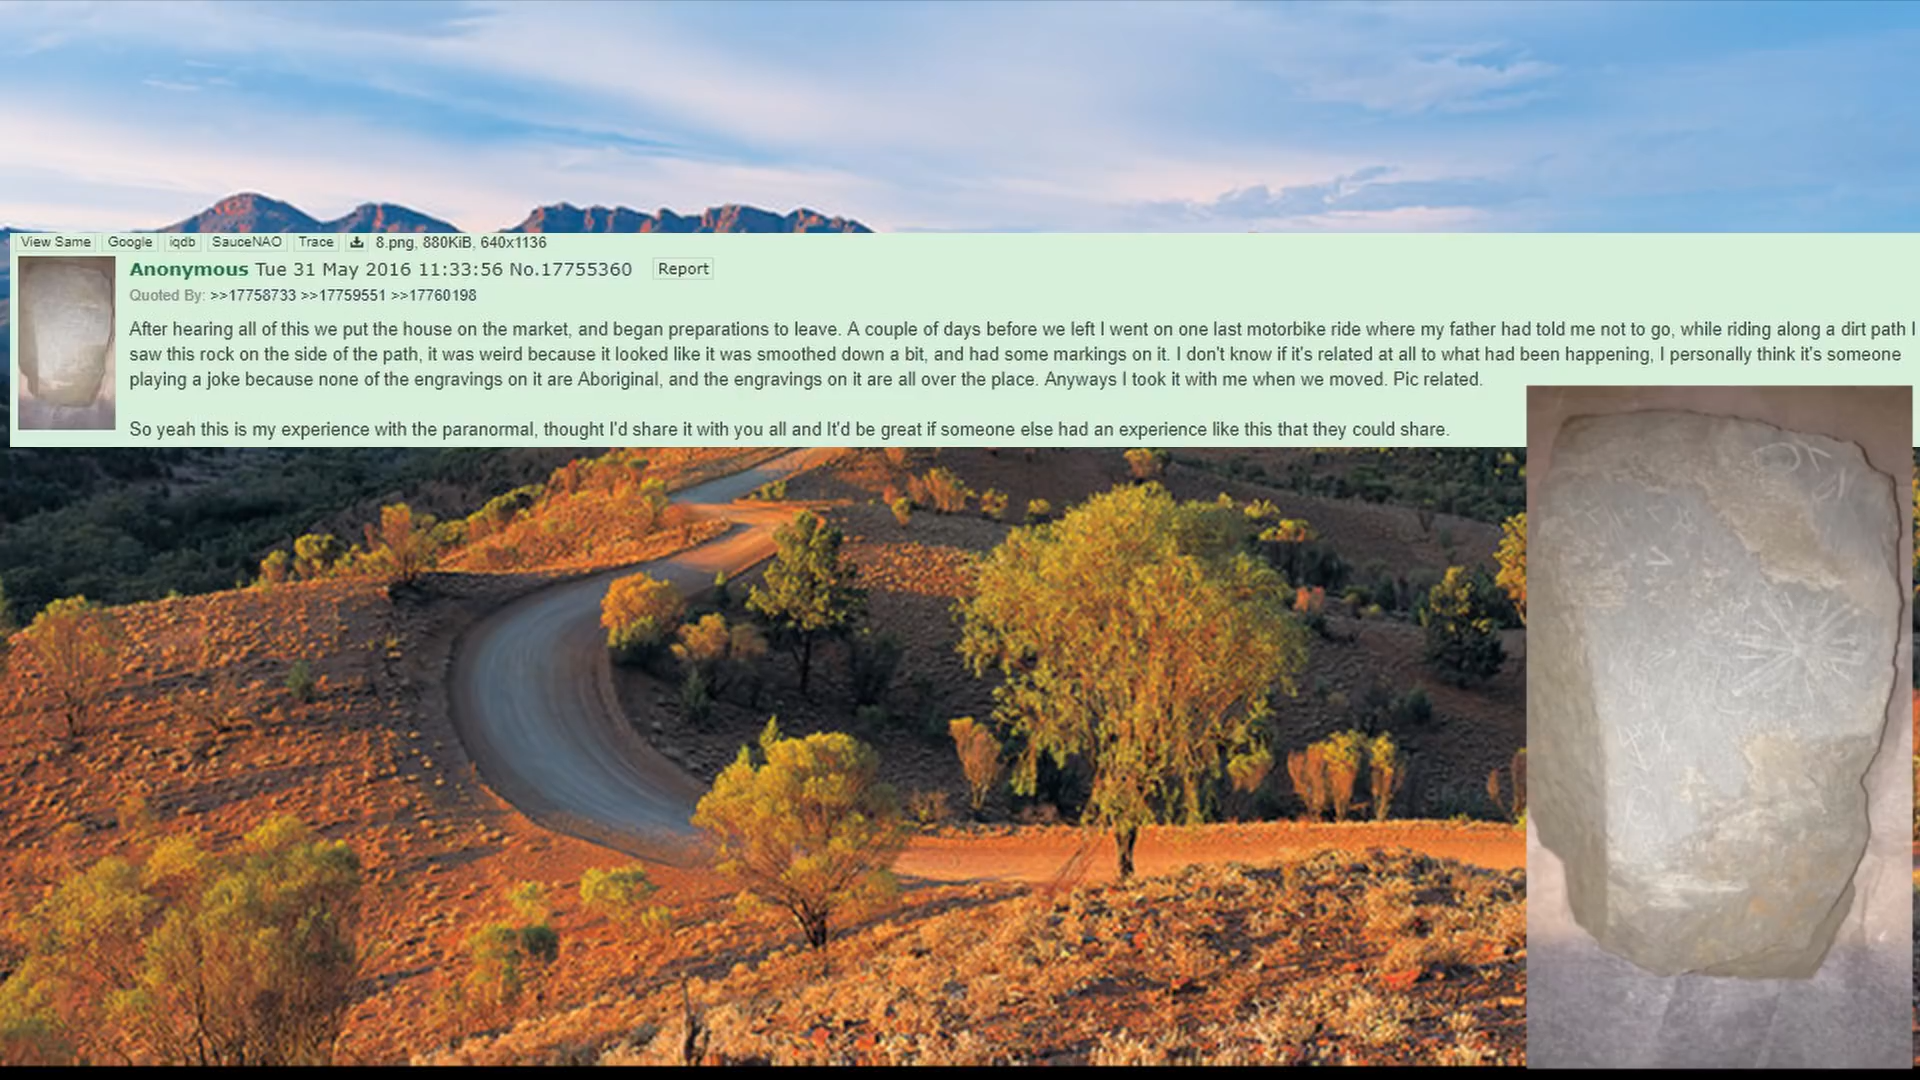 View Same Google iqdb SauceNAO Trace 8.png, 880KiB, 640x1136
Anonymous Tue 31 May 2016 11:33:56 No.17755360 Report
Quoted By: >>17758733 >>17759551 >>17760198
After hearing all of this we put the house on the market, and began preparations to leave. A couple of days before we left I went on one last motorbike ride where my father had told me not to go, while riding along a dirt path I
saw this rock on the side of the path, it was weird because it looked like it was smoothed down a bit, and had some markings on it. I don't know if it's related at all to what had been happening, I personally think it's someone
playing a joke because none of the engravings on it are Aboriginal, and the engravings on it are all over the place. Anyways I took it with me when we moved. Pic related.
So yeah this is my experience with the paranormal, thought I'd share it with you all and It'd be great if someone else had an experience like this that they could share.